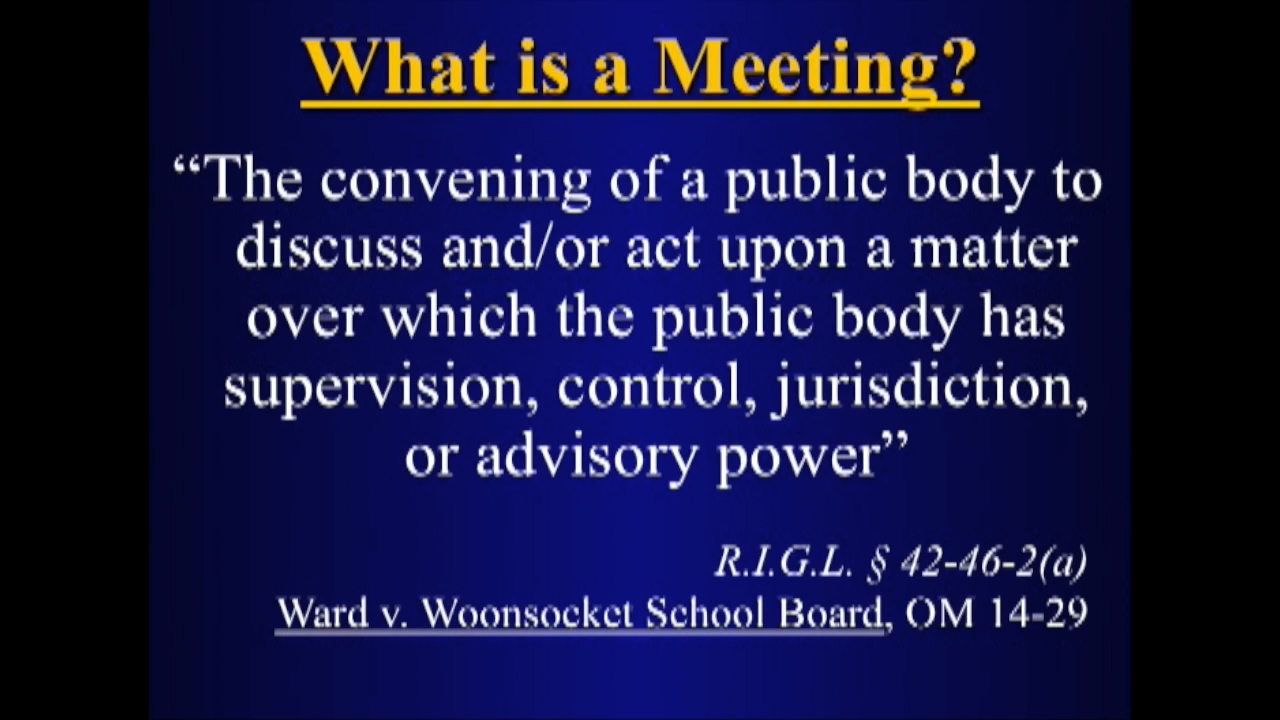 What is a Meeting?
“The convening of a public body to
discuss and/or act upon a matter
over which the public body has
supervision, control, jurisdiction,
or advisory power”
R.I.G.L. § 42-46-2(a)
Ward v. Woonsocket School Board, OM 14-29